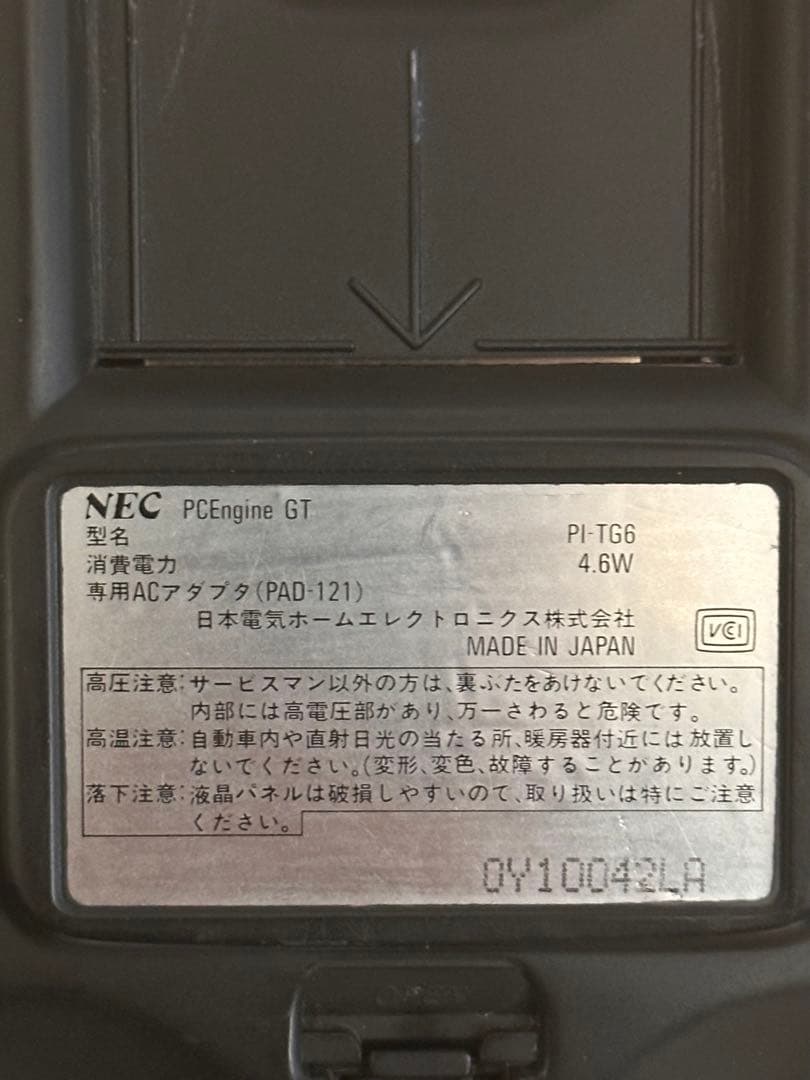 NEC PCEngine GT
型名 PI-TG6
消費電力 4.6W
専用ACアダプタ(PAD-121)
日本電気ホームエレクトロニクス株式会社
MADE IN JAPAN
VCI
高圧注意:サービスマン以外の方は、裏ぶたをあけないでください。
内部には高電圧部があり、万一さわると危険です。
高温注意:自動車内や直射日光の当たる所、暖房器付近には放置し
ないでください。(変形、変色、故障することがあります。)
落下注意:液晶パネルは破損しやすいので、取り扱いは特にご注意
ください。
0Y10042LA
OPEN